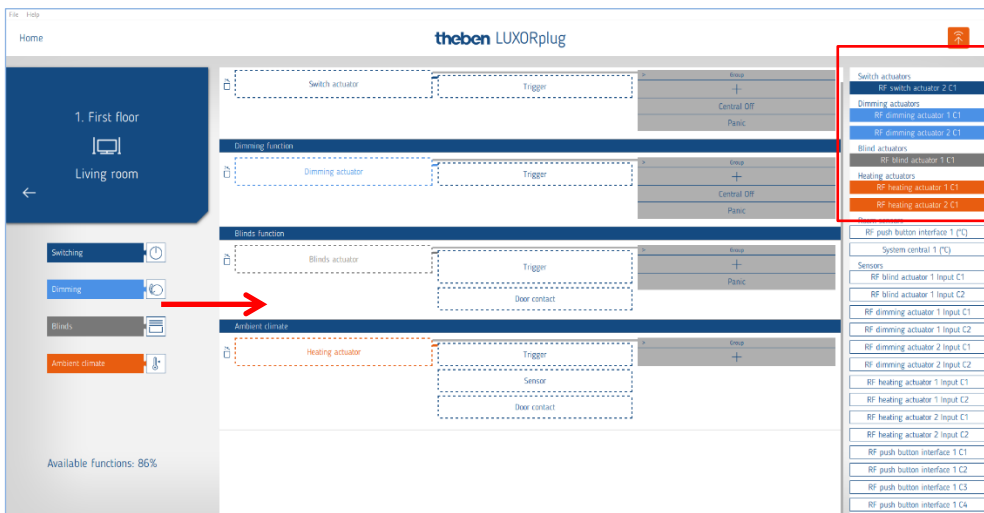 File Help
Home
theben LUXORplug
1. First floor
Living room
Switching
Dimming
Blinds
Ambient climate
Available functions: 86%
Switch actuator
Trigger
Group
+
Central Off
Panic
Dimming function
Dimming actuator
Trigger
Group
+
Central Off
Panic
Blinds function
Blinds actuator
Trigger
Door contact
Group
+
Panic
Ambient climate
Heating actuator
Trigger
Sensor
Door contact
Group
+
Switch actuators
RF switch actuator 2 C1
Dimming actuators
RF dimming actuator 1 C1
RF dimming actuator 2 C1
Blind actuators
RF blind actuator 1 C1
Heating actuators
RF heating actuator 1 C1
RF heating actuator 2 C1
Room sensors
RF push button interface 1 (°C)
System central 1 (°C)
Sensors
RF blind actuator 1 Input C1
RF blind actuator 1 Input C2
RF dimming actuator 1 Input C1
RF dimming actuator 1 Input C2
RF dimming actuator 2 Input C1
RF dimming actuator 2 Input C2
RF heating actuator 1 Input C1
RF heating actuator 1 Input C2
RF heating actuator 2 Input C1
RF heating actuator 2 Input C2
RF push button interface 1 C1
RF push button interface 1 C2
RF push button interface 1 C3
RF push button interface 1 C4